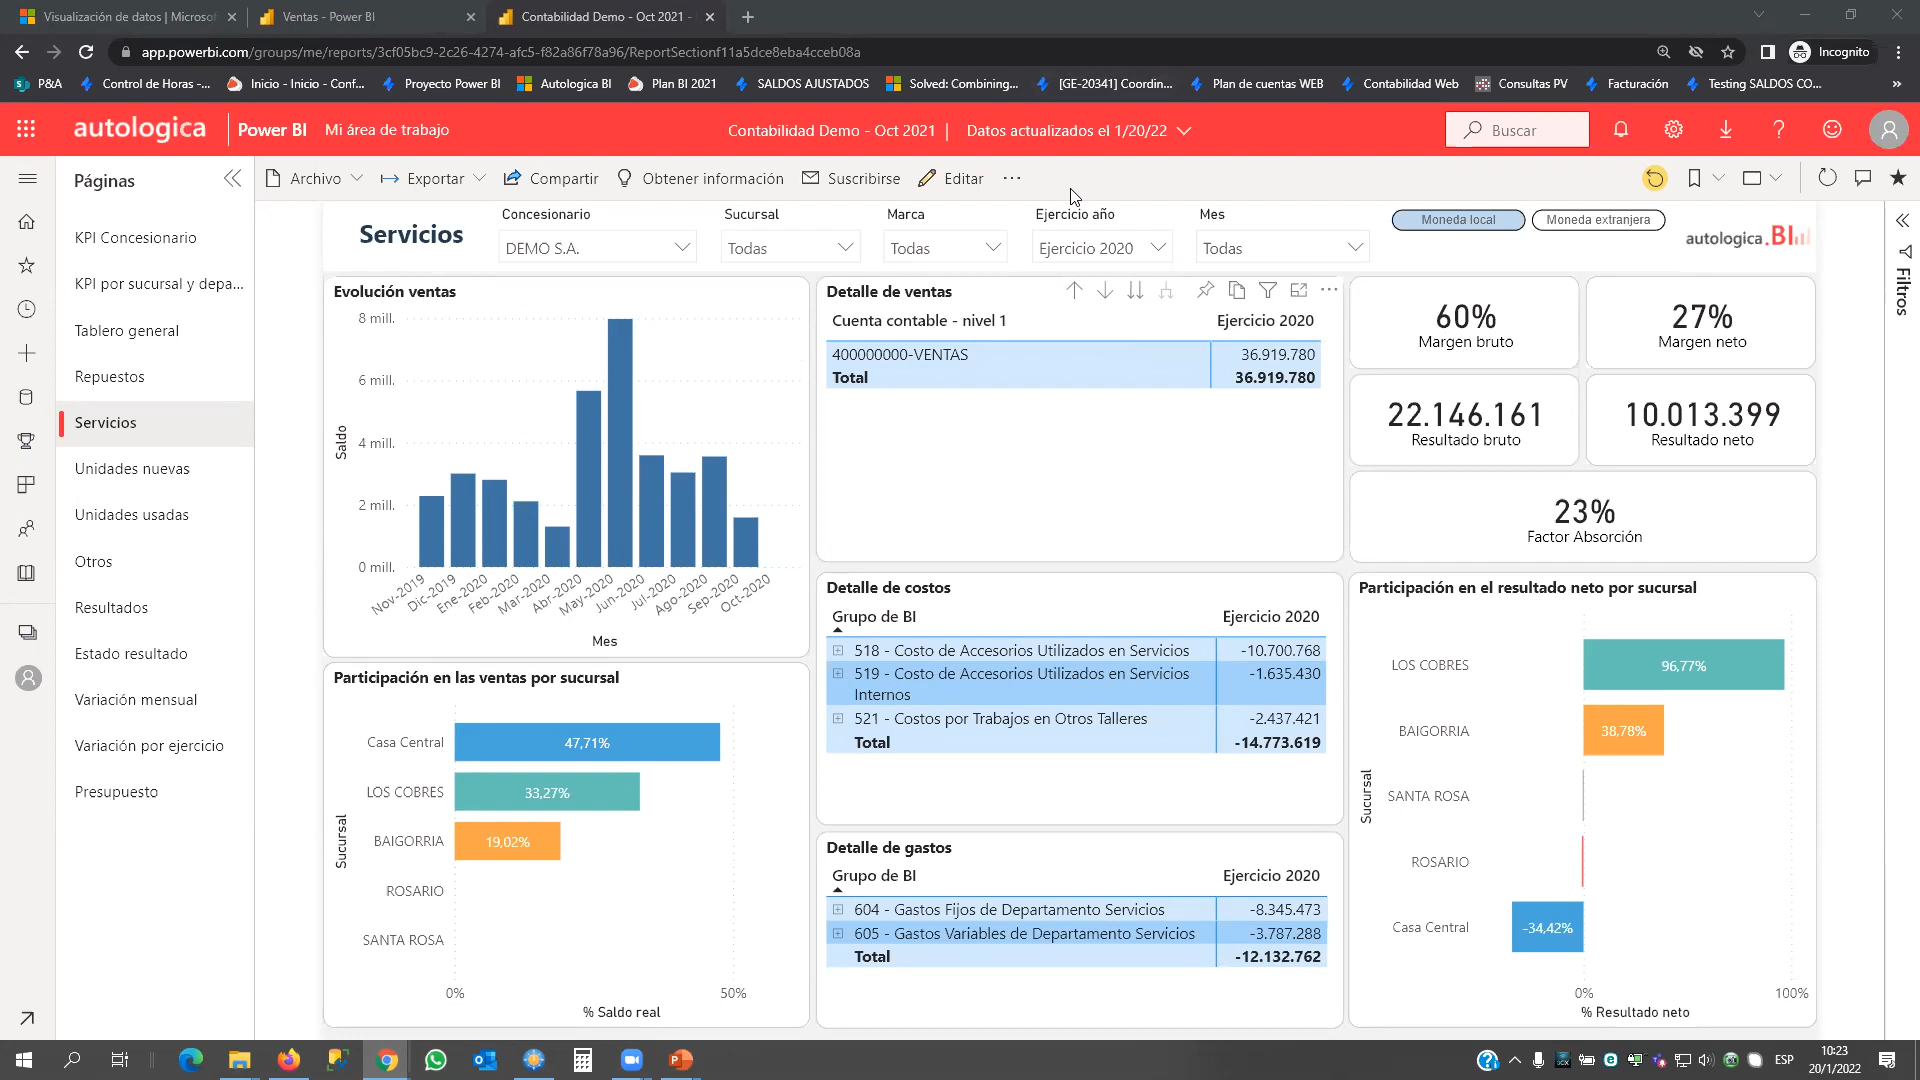 Visualización de datos | Microsof
Ventas - Power BI
Contabilidad Demo - Oct 2021 -
app.powerbi.com/groups/me/reports/3cf05bc9-2c26-4274-afc5-f82a86f78a96/ReportSectionf11a5dce8eba4cceb08a
Incognito
P&A
Control de Horas -...
Inicio - Inicio - Conf...
Proyecto Power BI
Autologica BI
Plan BI 2021
SALDOS AJUSTADOS
Solved: Combining...
[GE-20341] Coordin...
Plan de cuentas WEB
Contabilidad Web
Consultas PV
Facturación
Testing SALDOS CO...
autologica
Power BI
Mi área de trabajo
Contabilidad Demo - Oct 2021 |
Datos actualizados el 1/20/22
Buscar
Páginas
Archivo
Exportar
Compartir
Obtener información
Suscribirse
Editar
KPI Concesionario
KPI por sucursal y depa...
Tablero general
Repuestos
Servicios
Unidades nuevas
Unidades usadas
Otros
Resultados
Estado resultado
Variación mensual
Variación por ejercicio
Presupuesto
Servicios
Concesionario
DEMO S.A.
Sucursal
Todas
Marca
Todas
Ejercicio año
Ejercicio 2020
Mes
Todas
Moneda local
Moneda extranjera
autologica.BI
Filtros
Evolución ventas
8 mill.
6 mill.
4 mill.
2 mill.
0 mill.
Saldo
Nov-2019
Dic-2019
Ene-2020
Feb-2020
Mar-2020
Abr-2020
May-2020
Jun-2020
Jul-2020
Ago-2020
Sep-2020
Oct-2020
Mes
Detalle de ventas
Cuenta contable - nivel 1 Ejercicio 2020
400000000-VENTAS 36.919.780
Total 36.919.780
60%
Margen bruto
27%
Margen neto
22.146.161
Resultado bruto
10.013.399
Resultado neto
23%
Factor Absorción
Detalle de costos
Grupo de BI Ejercicio 2020
518 - Costo de Accesorios Utilizados en Servicios -10.700.768
519 - Costo de Accesorios Utilizados en Servicios -1.635.430
Internos
521 - Costos por Trabajos en Otros Talleres -2.437.421
Total -14.773.619
Participación en las ventas por sucursal
Sucursal
Casa Central 47,71%
LOS COBRES 33,27%
BAIGORRIA 19,02%
ROSARIO
SANTA ROSA
0% 50%
% Saldo real
Detalle de gastos
Grupo de BI Ejercicio 2020
604 - Gastos Fijos de Departamento Servicios -8.345.473
605 - Gastos Variables de Departamento Servicios -3.787.288
Total -12.132.762
Participación en el resultado neto por sucursal
Sucursal
LOS COBRES 96,77%
BAIGORRIA 38,78%
SANTA ROSA
ROSARIO
Casa Central -34,42%
0% 100%
% Resultado neto
ESP
10:23
20/1/2022